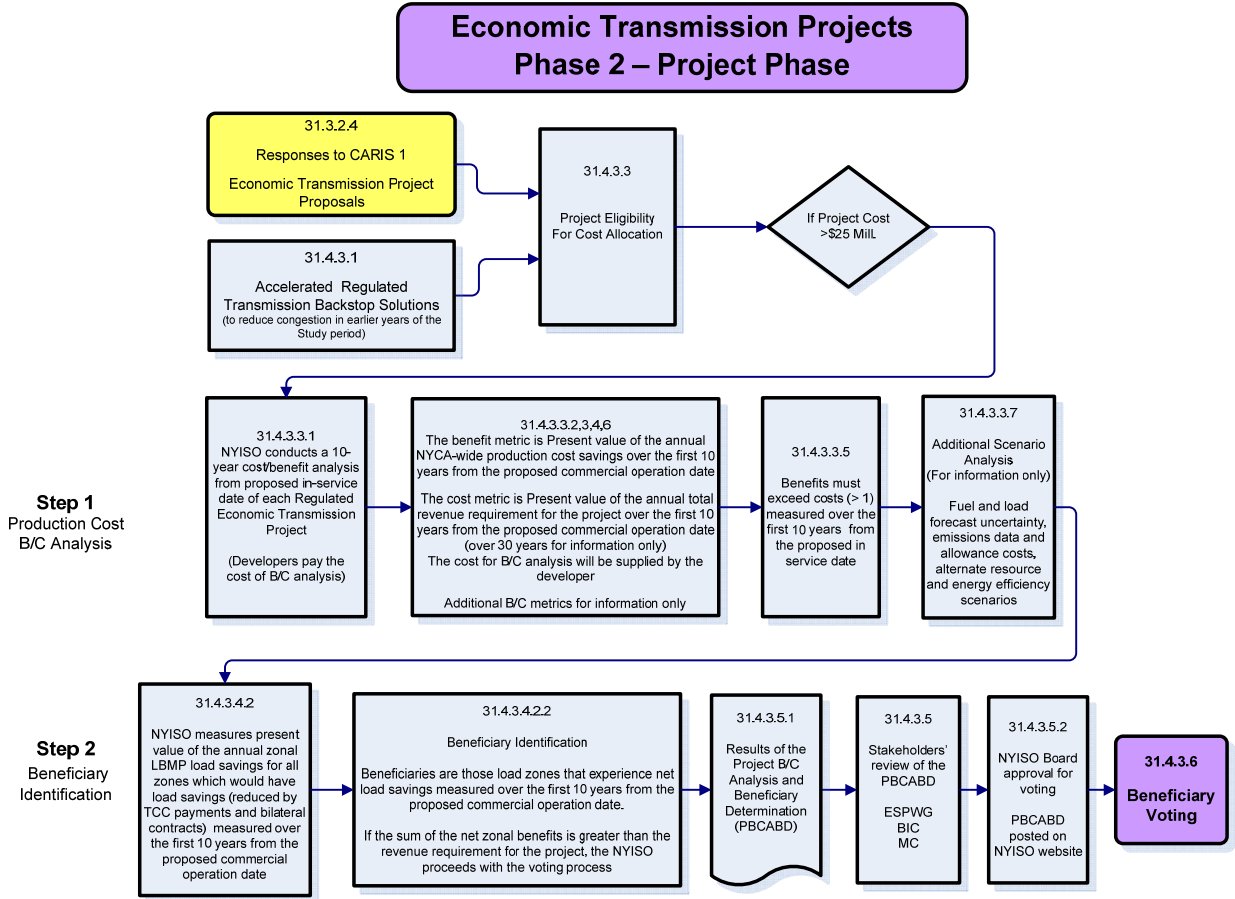 Economic Transmission Projects
Phase 2 – Project Phase
31.3.2.4
Responses to CARIS 1
Economic Transmission Project
Proposals
31.4.3.1
Accelerated Regulated
Transmission Backstop Solutions
(to reduce congestion in earlier years of the
Study period)
31.4.3.3
Project Eligibility
For Cost Allocation
If Project Cost
>$25 Mill.
Step 1
Production Cost
B/C Analysis
31.4.3.3.1
NYISO conducts a 10-
year cost/benefit analysis
from proposed in-service
date of each Regulated
Economic Transmission
Project
(Developers pay the
cost of B/C analysis)
31.4.3.3.2,3,4,6
The benefit metric is Present value of the annual
NYCA-wide production cost savings over the first 10
years from the proposed commercial operation date
The cost metric is Present value of the annual total
revenue requirement for the project over the first 10
years from the proposed commercial operation date
(over 30 years for information only)
The cost for B/C analysis will be supplied by the
developer
Additional B/C metrics for information only
31.4.3.3.5
Benefits must
exceed costs (> 1)
measured over the
first 10 years from
the proposed in
service date
31.4.3.3.7
Additional Scenario
Analysis
(For information only)
Fuel and load
forecast uncertainty,
emissions data and
allowance costs,
alternate resource
and energy efficiency
scenarios
Step 2
Beneficiary
Identification
31.4.3.4.2
NYISO measures present
value of the annual zonal
LBMP load savings for all
zones which would have
load savings (reduced by
TCC payments and bilateral
contracts) measured over
the first 10 years from the
proposed commercial
operation date
31.4.3.4.2.2
Beneficiary Identification
Beneficiaries are those load zones that experience net
load savings measured over the first 10 years from the
proposed commercial operation date.
If the sum of the net zonal benefits is greater than the
revenue requirement for the project, the NYISO
proceeds with the voting process
31.4.3.5.1
Results of the
Project B/C
Analysis and
Beneficiary
Determination
(PBCABD)
31.4.3.5
Stakeholders'
review of the
PBCABD
ESPWG
BIC
MC
31.4.3.5.2
NYISO Board
approval for
voting
PBCABD
posted on
NYISO website
31.4.3.6
Beneficiary
Voting